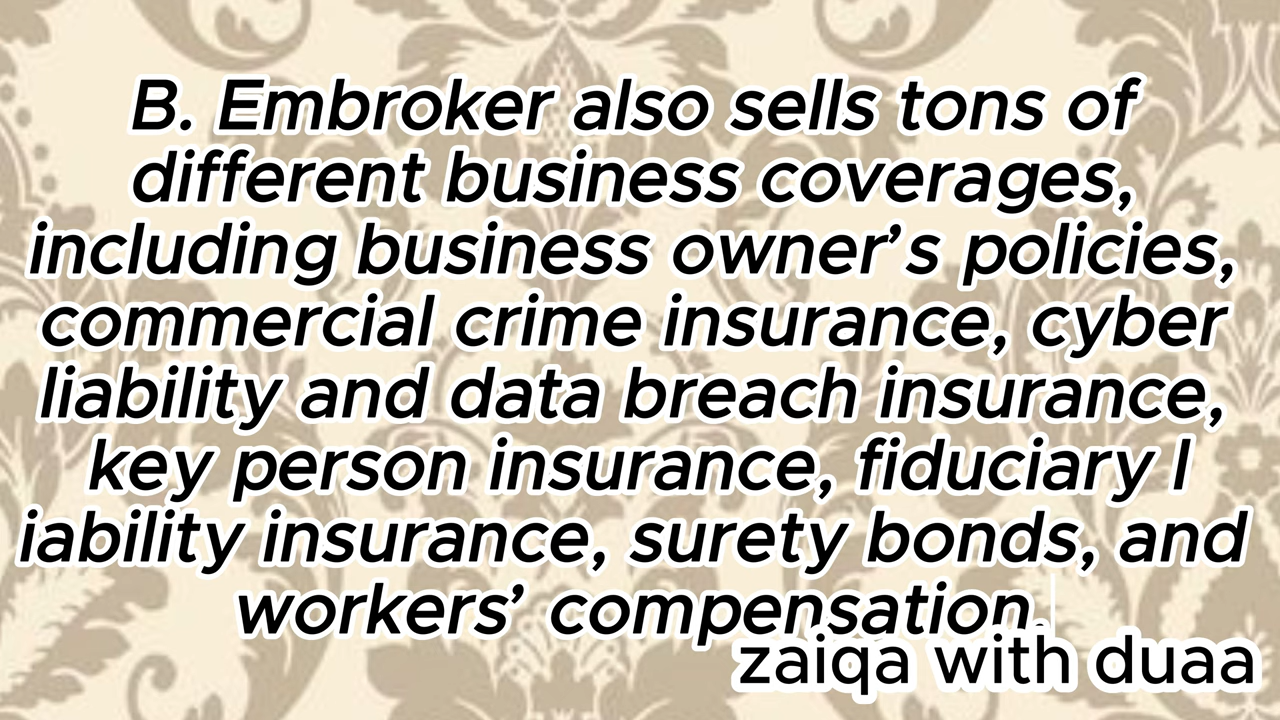 B. Embroker also sells tons of
different business coverages,
including business owner’s policies,
commercial crime insurance, cyber
liability and data breach insurance,
key person insurance, fiduciary l
iability insurance, surety bonds, and
workers’ compensation.
zaiqa with duaa